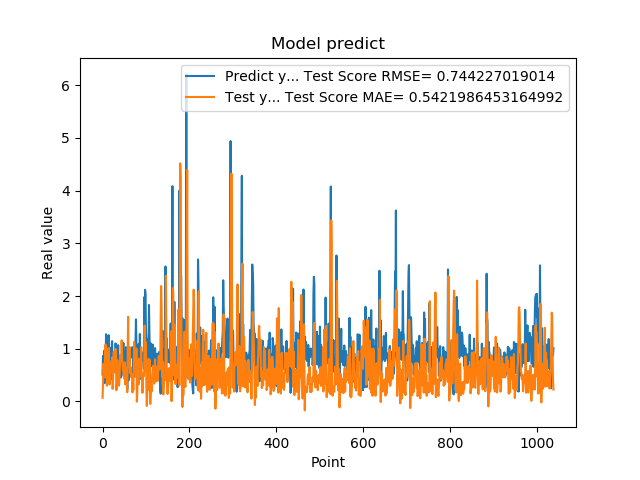 Model predict
Predict y... Test Score RMSE= 0.744227019014
Test y... Test Score MAE= 0.5421986453164992
6
5
4
3
2
1
0
Real value
0 200 400 600 800 1000
Point